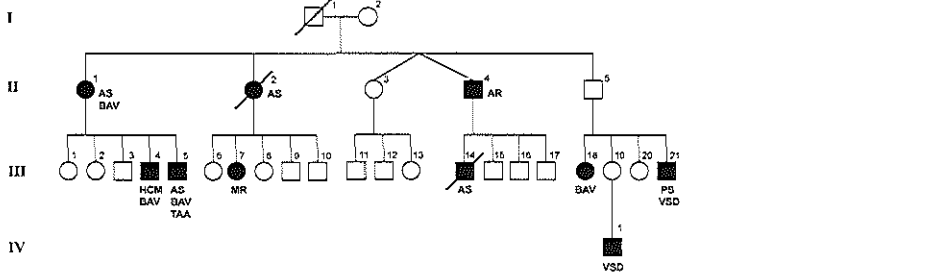 I 1 2
II 1 2 3 4 5
AS AS AR
BAV
III 1 2 3 4 5 6 7 8 9 10 11 12 13 14 15 16 17 18 19 20 21
HCM AS MR AS BAV PS
BAV BAV VSD
TAA
IV 1
VSD